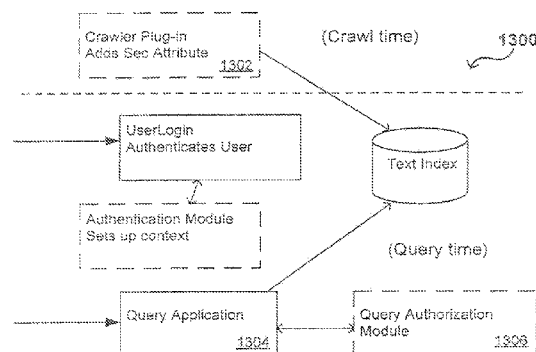 Crawler Plug-in
Adds Sec Attribute
1302
(Crawl time)
1300
UserLogin
Authenticates User
Text Index
Authentication Module
Sets up context
(Query time)
Query Application
1304
Query Authorization
Module
1306